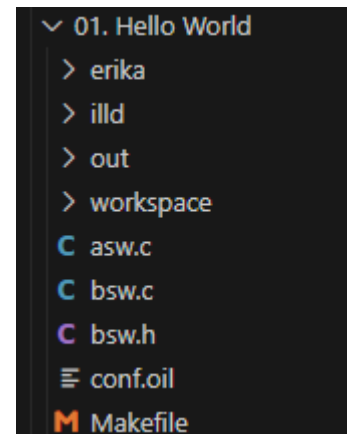 01. Hello World
erika
illd
out
workspace
C asw.c
C bsw.c
C bsw.h
conf.oil
M Makefile